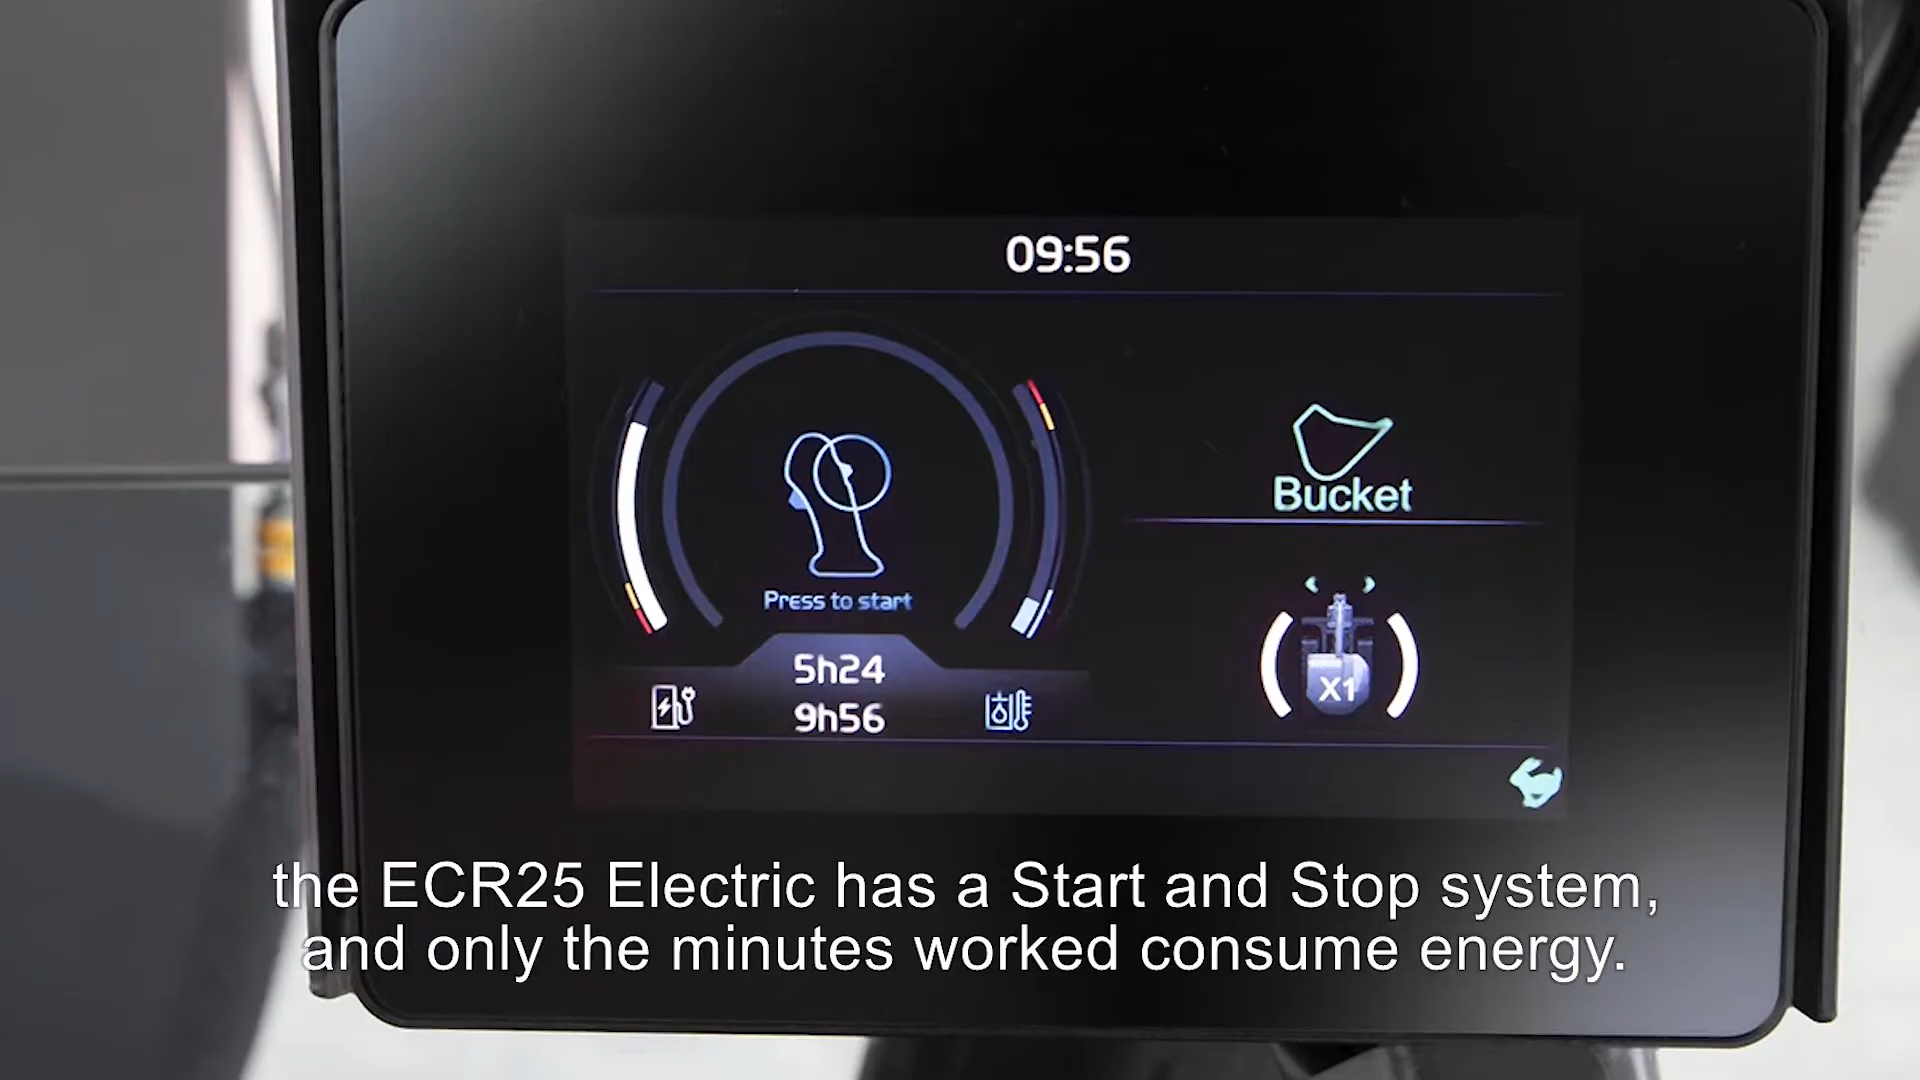 09:56
Bucket
Press to start
5h24
9h56
X1
the ECR25 Electric has a Start and Stop system,
and only the minutes worked consume energy.